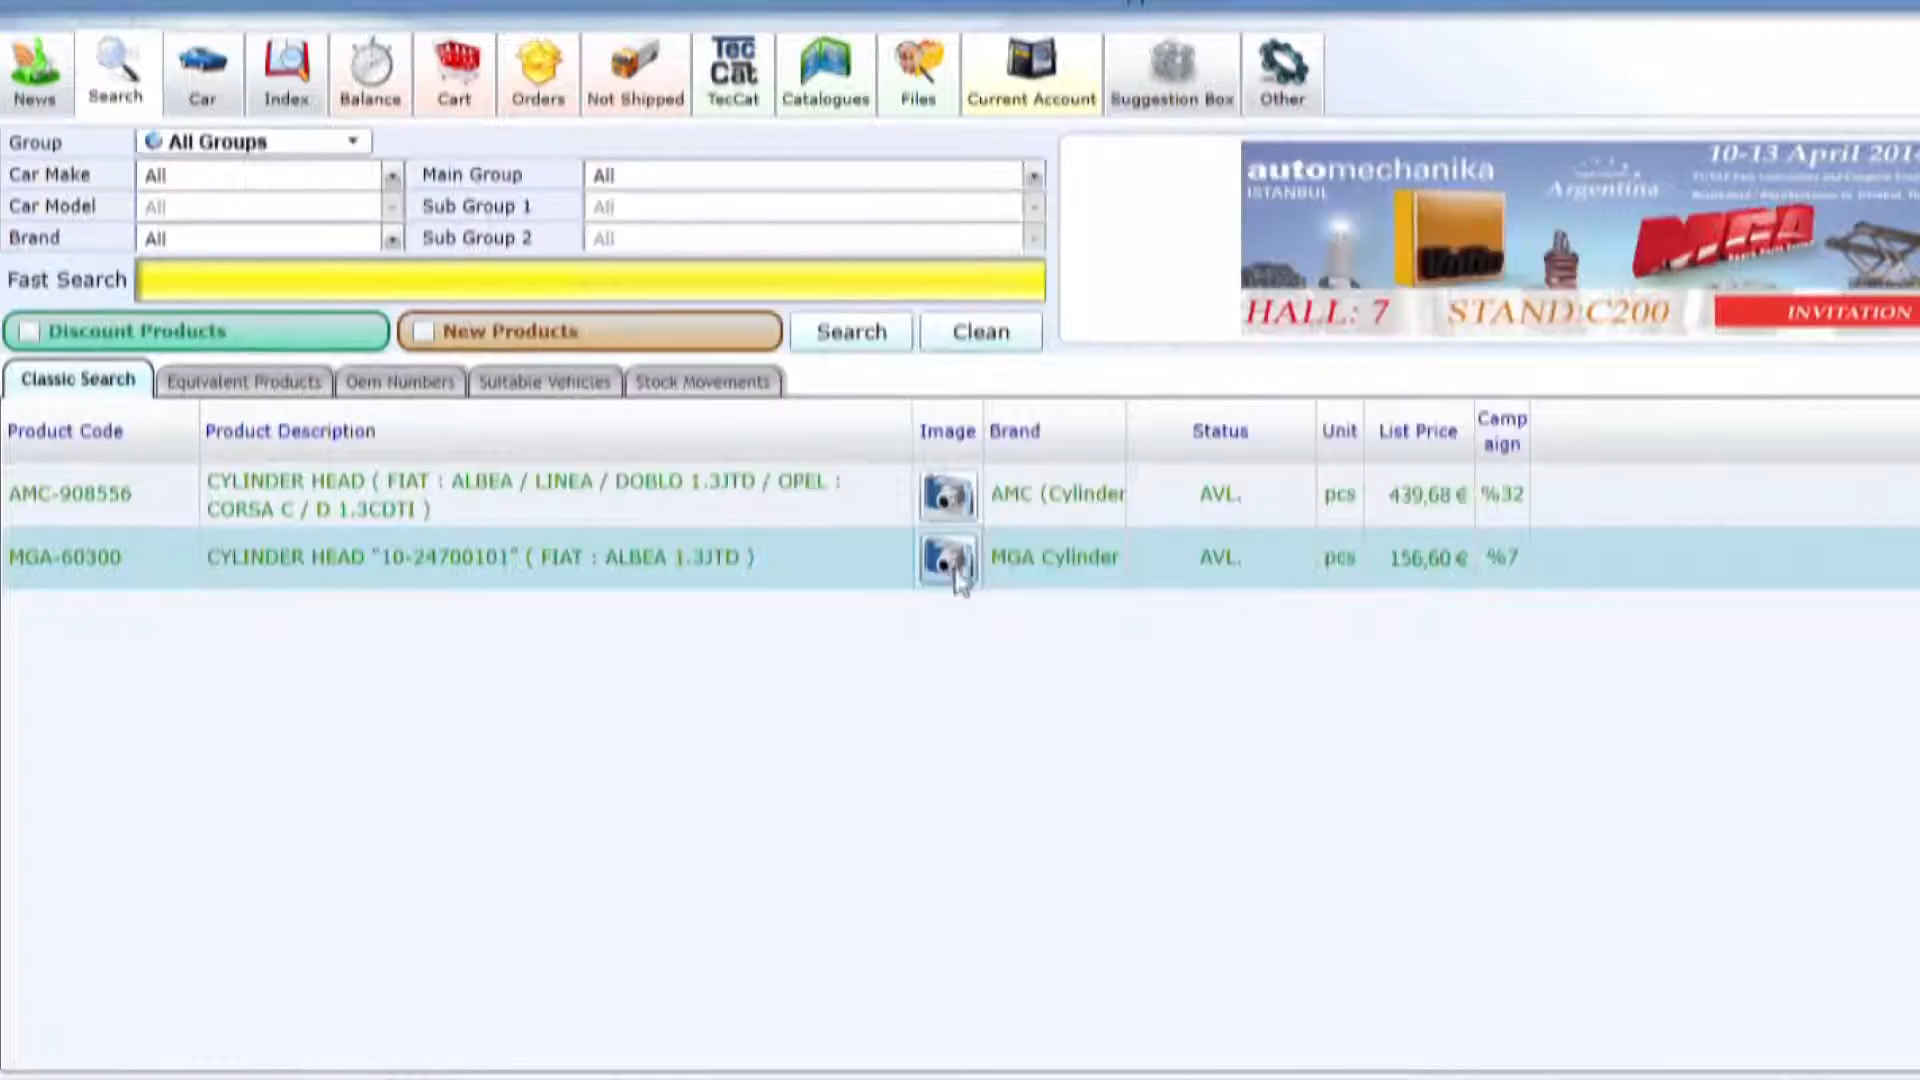 News
Search
Car
Index
Balance
Cart
Orders
Not Shipped
Tec
Cat
TecCat
Catalogues
Files
Current Account
Suggestion Box
Other
Group
All Groups
Car Make
All
Main Group
All
Car Model
All
Sub Group 1
All
Brand
All
Sub Group 2
All
Fast Search
automechanika
ISTANBUL
Argentina
10-13 April 201
MGA
HALL: 7
STAND:C200
INVITATION
Discount Products
New Products
Search
Clean
Classic Search
Equivalent Products
Oem Numbers
Suitable Vehicles
Stock Movements
Product Code
Product Description
Image
Brand
Status
Unit
List Price
Camp
aign
AMC-908556
CYLINDER HEAD ( FIAT : ALBEA / LINEA / DOBLO 1.3JTD / OPEL :
CORSA C / D 1.3CDTI )
AMC (Cylinder
AVL.
pcs
439,68 €
%32
MGA-60300
CYLINDER HEAD "10-24700101" ( FIAT : ALBEA 1.3JTD )
MGA Cylinder
AVL.
pcs
156,60 €
%7